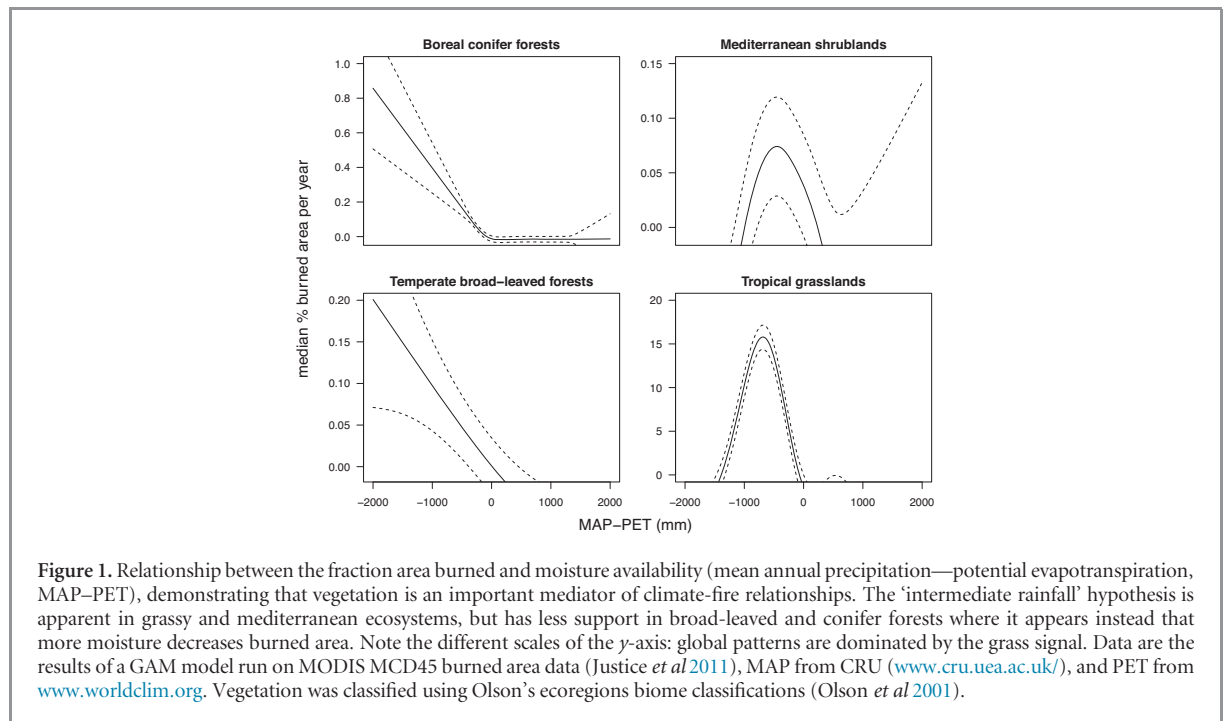 Boreal conifer forests
Mediterranean shrublands
1.0
0.8
0.6
0.4
0.2
0.0
0.15
0.10
0.05
0.00
median % burned area per year
Temperate broad−leaved forests
Tropical grasslands
0.20
0.15
0.10
0.05
0.00
20
15
10
5
0
−2000 −1000 0 1000 2000
−2000 −1000 0 1000 2000
MAP−PET (mm)
Figure 1. Relationship between the fraction area burned and moisture availability (mean annual precipitation—potential evapotranspiration,
MAP–PET), demonstrating that vegetation is an important mediator of climate-fire relationships. The ‘intermediate rainfall’ hypothesis is
apparent in grassy and mediterranean ecosystems, but has less support in broad-leaved and conifer forests where it appears instead that
more moisture decreases burned area. Note the different scales of the y-axis: global patterns are dominated by the grass signal. Data are the
results of a GAM model run on MODIS MCD45 burned area data (Justice et al 2011), MAP from CRU (www.cru.uea.ac.uk/), and PET from
www.worldclim.org. Vegetation was classified using Olson’s ecoregions biome classifications (Olson et al 2001).